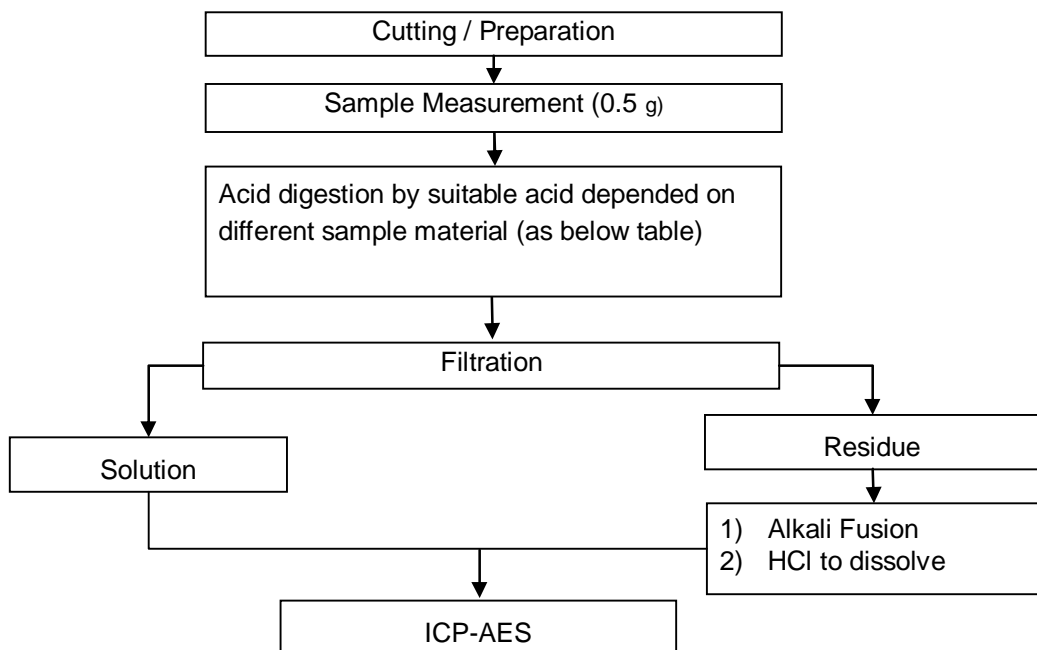 Cutting / Preparation
Sample Measurement (0.5 g)
Acid digestion by suitable acid depended on
different sample material (as below table)
Filtration
Solution
Residue
1) Alkali Fusion
2) HCl to dissolve
ICP-AES